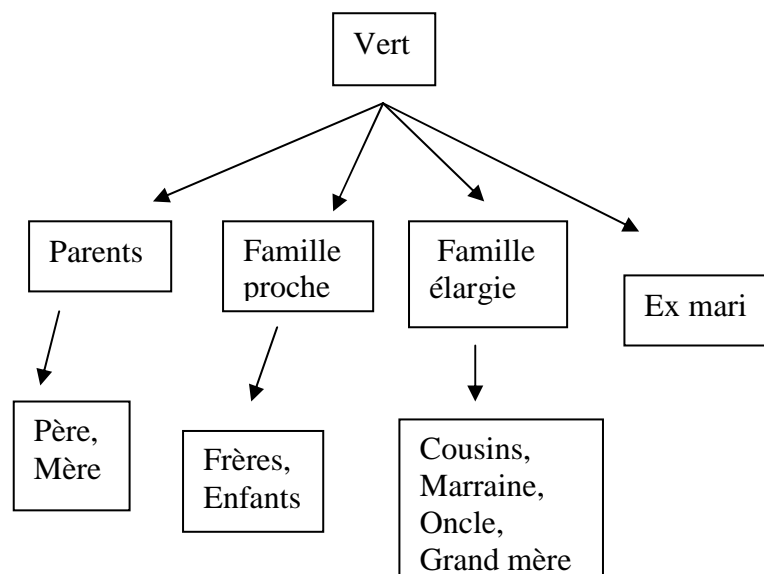 Vert
Parents
Famille
proche
Famille
élargie
Ex mari
Père,
Mère
Frères,
Enfants
Cousins,
Marraine,
Oncle,
Grand mère